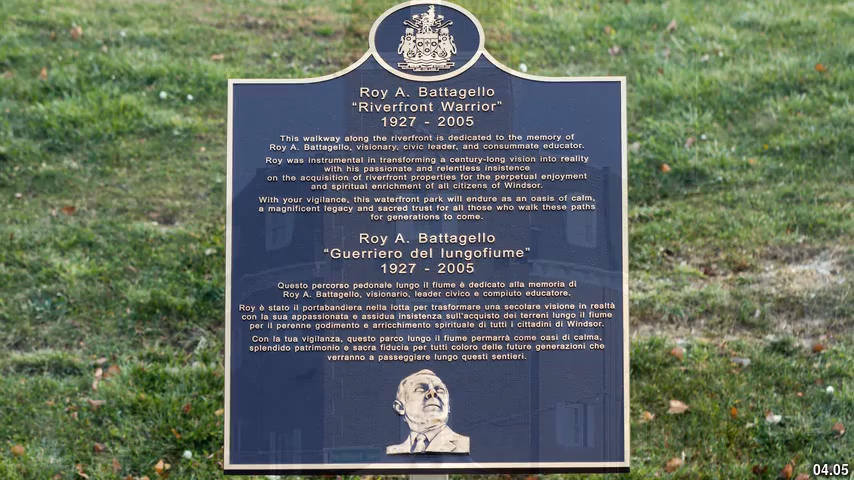 Roy A. Battagello
"Riverfront Warrior"
1927 - 2005
This walkway along the riverfront is dedicated to the memory of
Roy A. Battagello, visionary, civic leader, and consummate educator.
Roy was instrumental in transforming a century-long vision into reality
with his passionate and relentless insistence
on the acquisition of riverfront properties for the perpetual enjoyment
and spiritual enrichment of all citizens of Windsor.
With your vigilance, this waterfront park will endure as an oasis of calm,
a magnificent legacy and sacred trust for all those who walk these paths
for generations to come.
Roy A. Battagello
"Guerriero del lungofiume"
1927 - 2005
Questo percorso pedonale lungo il fiume è dedicato alla memoria di
Roy A. Battagello, visionario, leader civico e compiuto educatore.
Roy è stato il portabandiera nella lotta per trasformare una secolare visione in realtà
con la sua appassionata e assidua insistenza sull'acquisto dei terreni lungo il fiume
per il perenne godimento e arricchimento spirituale di tutti i cittadini di Windsor.
Con la tua vigilanza, questo parco lungo il fiume permarrà come oasi di calma,
splendido patrimonio e sacra fiducia per tutti coloro delle future generazioni che
verranno a passeggiare lungo questi sentieri.
04.05